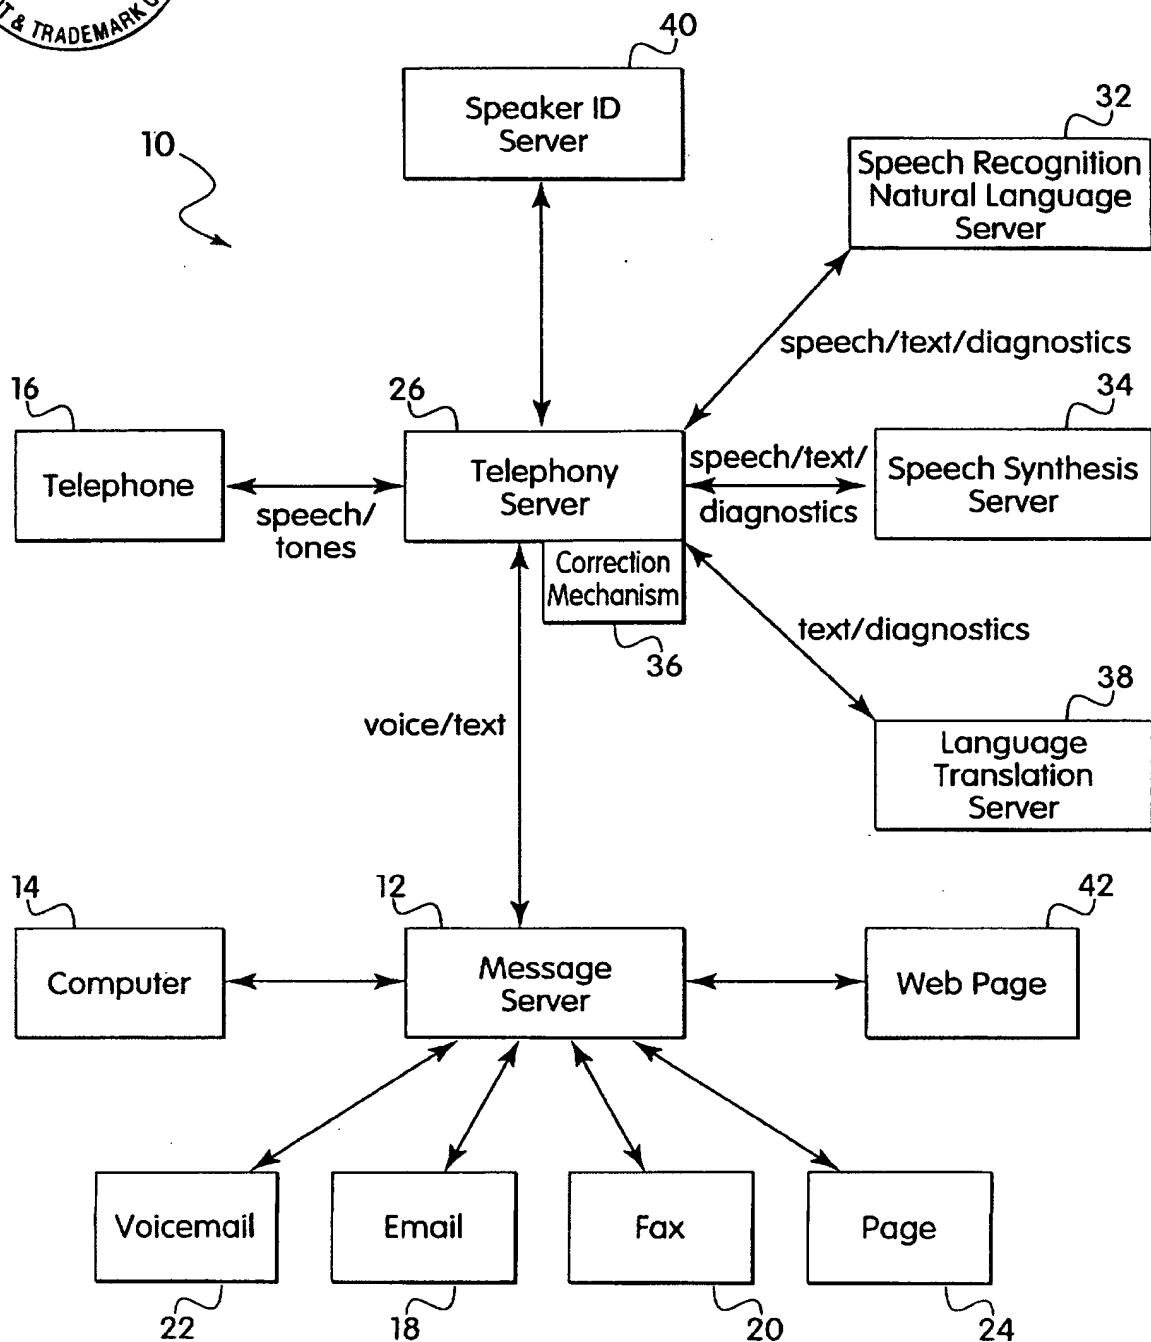 T & TRADEMARK
40
Speaker ID
Server
10
32
Speech Recognition
Natural Language
Server
speech/text/diagnostics
16
26
34
Telephone
speech/
tones
Telephony
Server
speech/text/
diagnostics
Speech Synthesis
Server
Correction
Mechanism
36
text/diagnostics
38
voice/text
Language
Translation
Server
14
12
42
Computer
Message
Server
Web Page
Voicemail
Email
Fax
Page
22
18
20
24